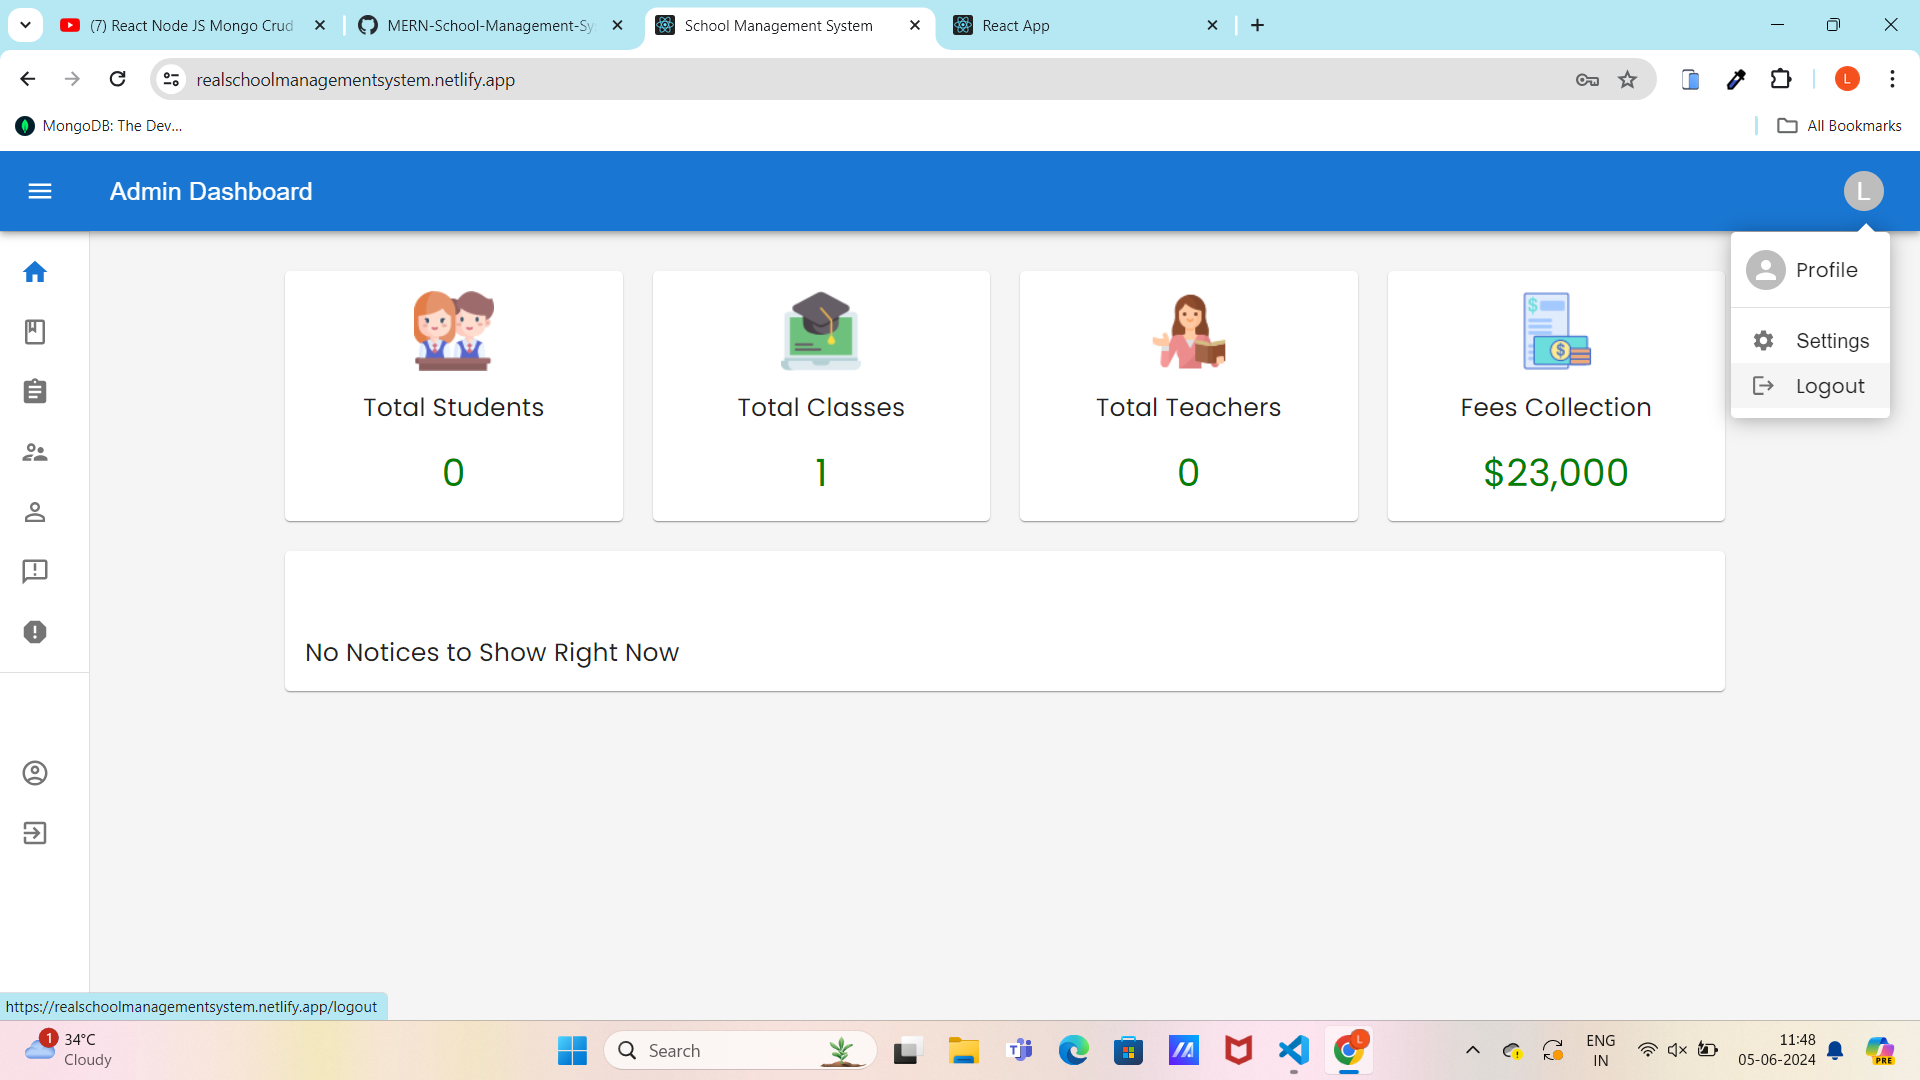 (7) React Node JS Mongo Crud
MERN-School-Management-Sy
School Management System
React App
realschoolmanagementsystem.netlify.app
L
MongoDB: The Dev...
All Bookmarks
Admin Dashboard
L
Profile
Settings
Logout
Total Students
0
Total Classes
1
Total Teachers
0
$
$
Fees Collection
$23,000
No Notices to Show Right Now
https://realschoolmanagementsystem.netlify.app/logout
1
34°C
Cloudy
Search
L
ENG
IN
11:48
05-06-2024
PRE